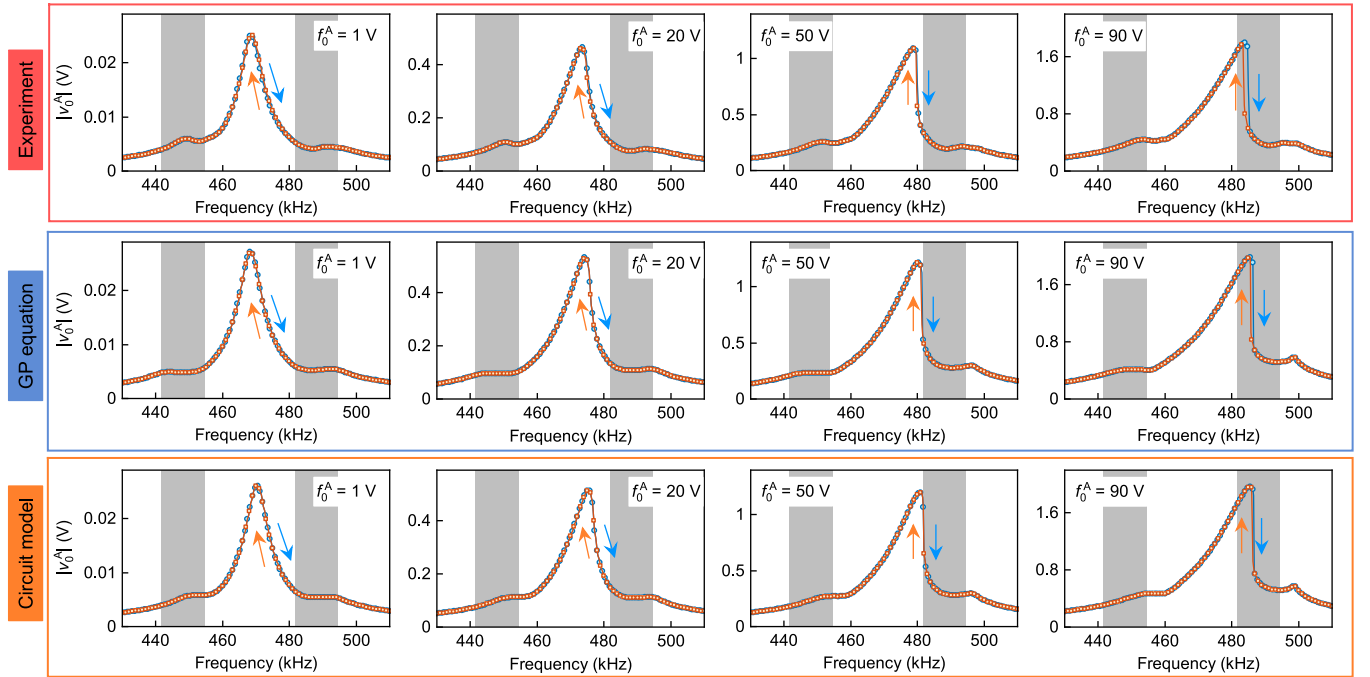 Experiment
|v₀ᴬ| (V)
0.02
0.01
0
f₀ᴬ = 1 V
440 460 480 500
Frequency (kHz)
0.4
0.2
0
f₀ᴬ = 20 V
440 460 480 500
Frequency (kHz)
1
0.5
0
f₀ᴬ = 50 V
440 460 480 500
Frequency (kHz)
1.6
0.8
0
f₀ᴬ = 90 V
440 460 480 500
Frequency (kHz)
GP equation
|v₀ᴬ| (V)
0.02
0.01
0
f₀ᴬ = 1 V
440 460 480 500
Frequency (kHz)
0.4
0.2
0
f₀ᴬ = 20 V
440 460 480 500
Frequency (kHz)
1
0.5
0
f₀ᴬ = 50 V
440 460 480 500
Frequency (kHz)
1.6
0.8
0
f₀ᴬ = 90 V
440 460 480 500
Frequency (kHz)
Circuit model
|v₀ᴬ| (V)
0.02
0.01
0
f₀ᴬ = 1 V
440 460 480 500
Frequency (kHz)
0.4
0.2
0
f₀ᴬ = 20 V
440 460 480 500
Frequency (kHz)
1
0.5
0
f₀ᴬ = 50 V
440 460 480 500
Frequency (kHz)
1.6
0.8
0
f₀ᴬ = 90 V
440 460 480 500
Frequency (kHz)